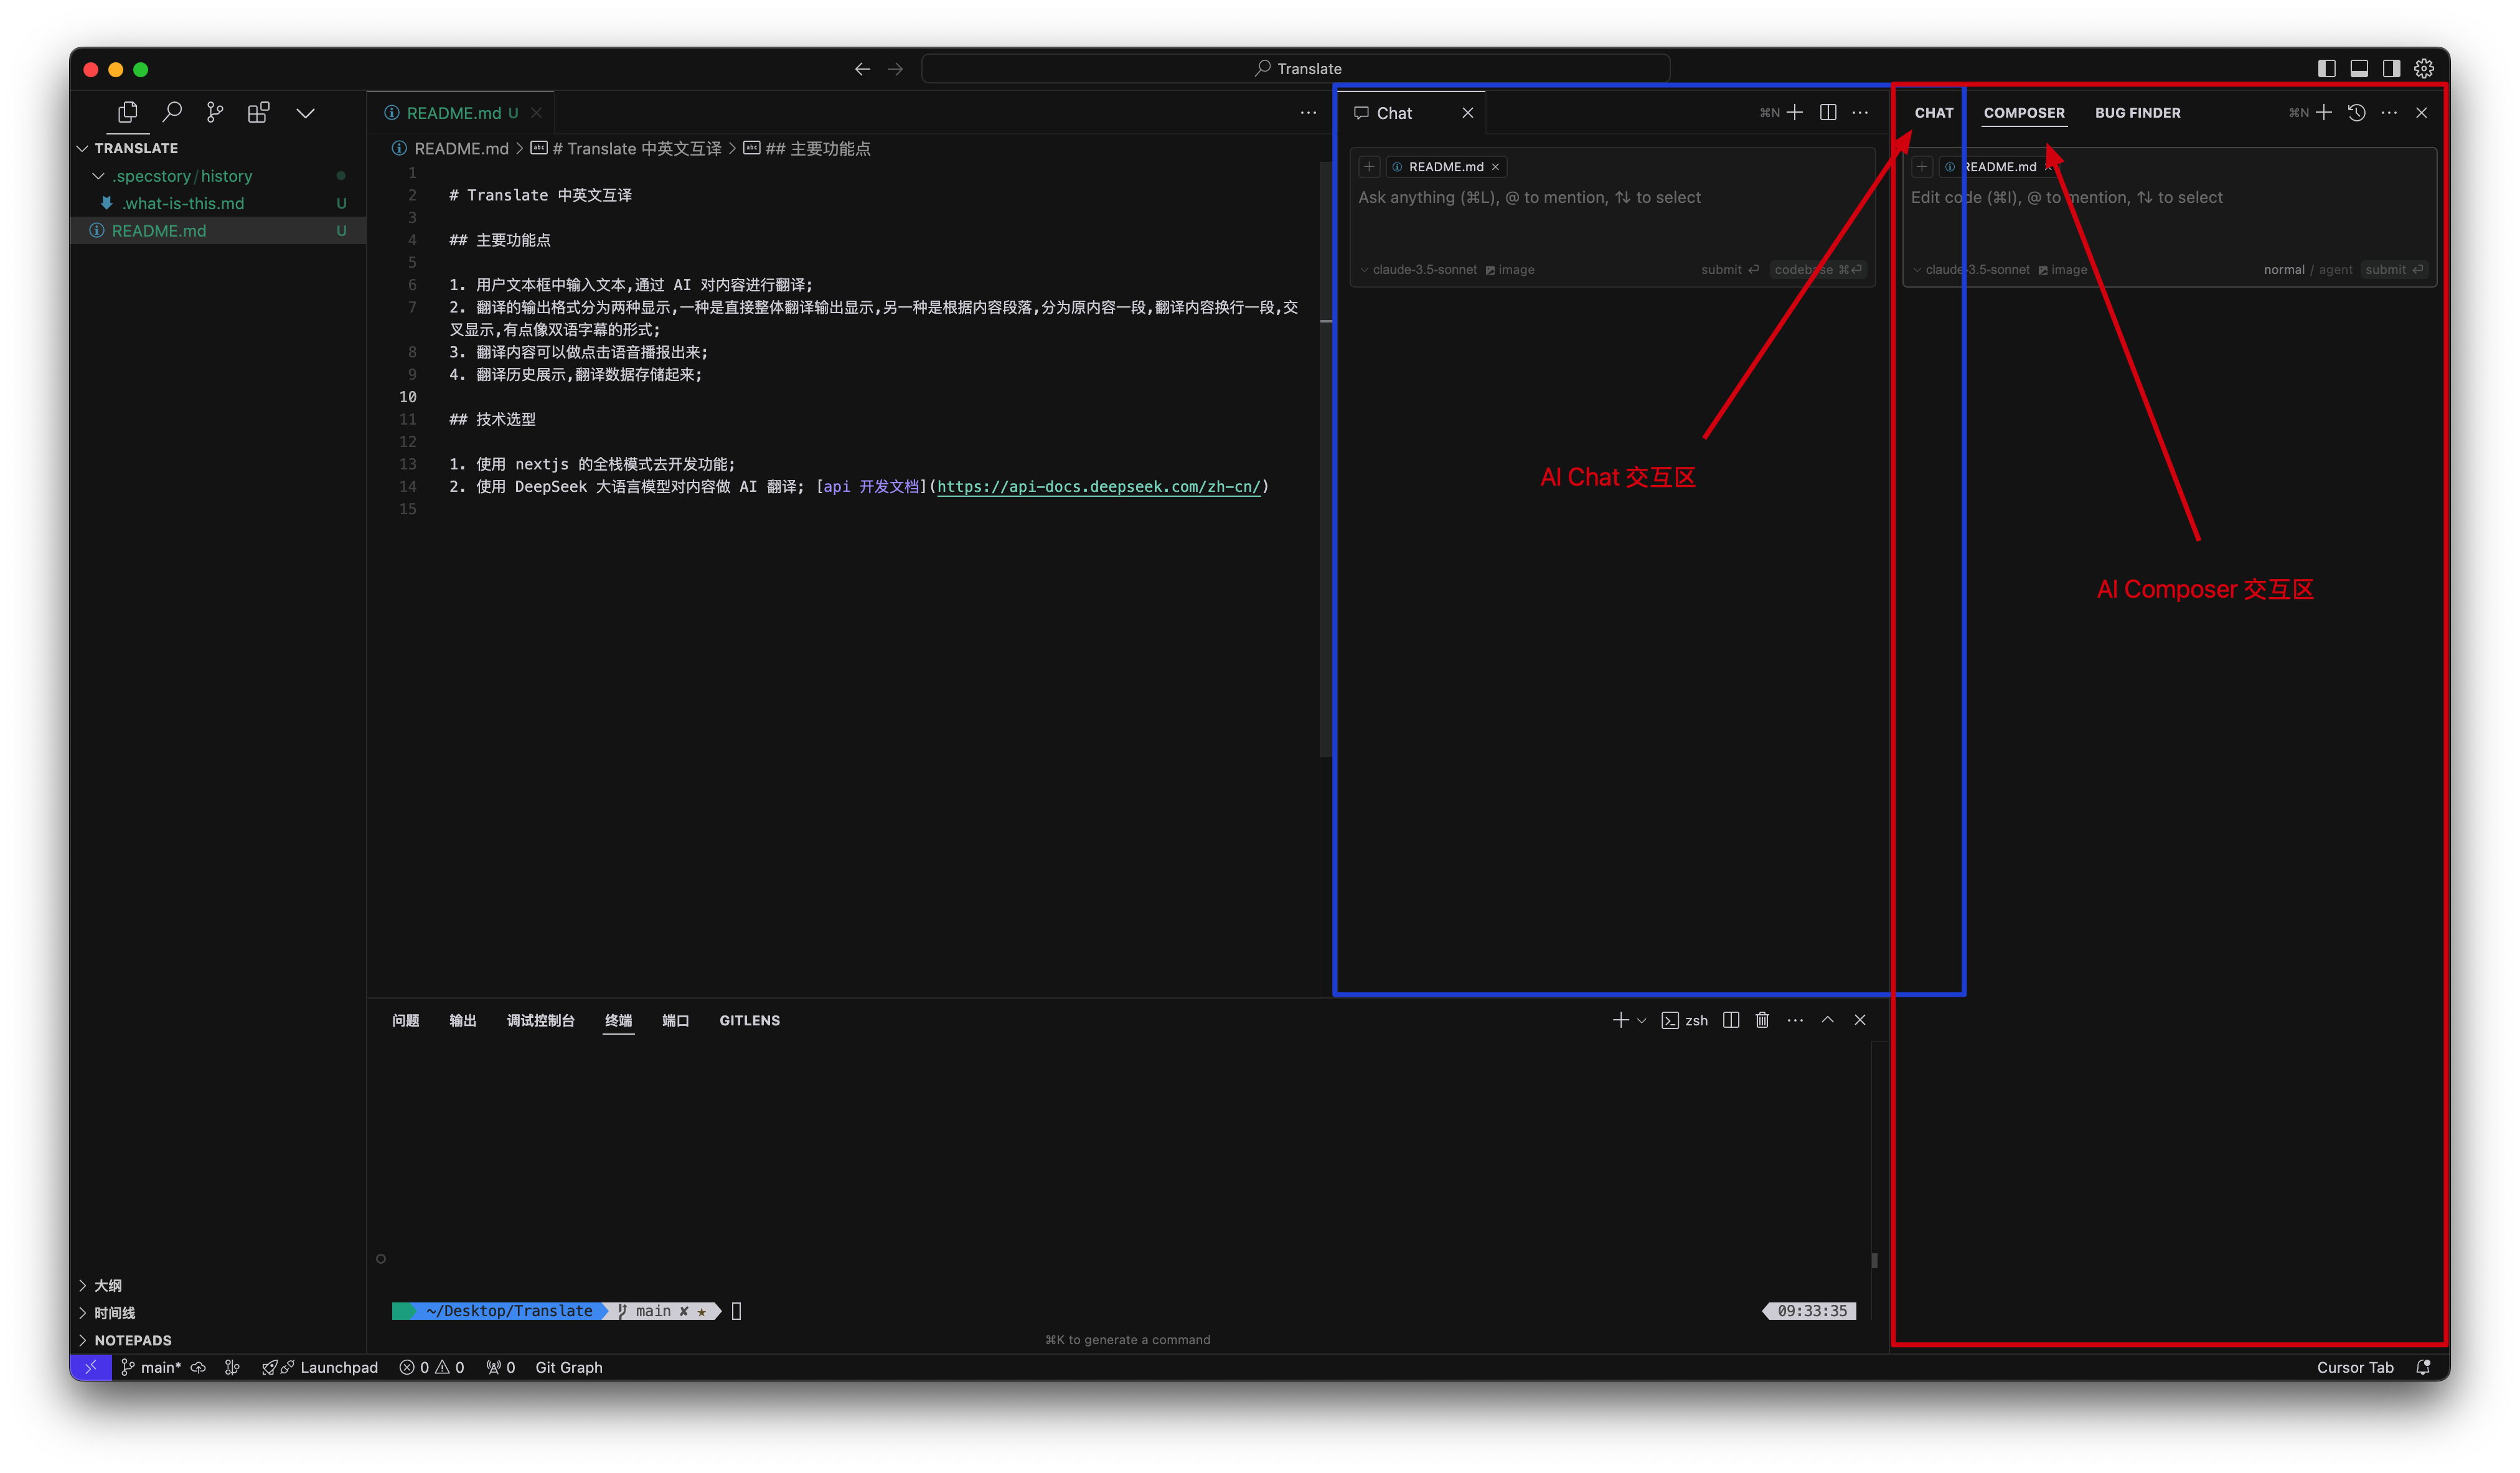 Translate
README.md U
Chat
⌘N
CHAT COMPOSER BUG FINDER
⌘N
TRANSLATE
.specstory/history
.what-is-this.md U
README.md U
README.md > # Translate 中英文互译 > ## 主要功能点
1
2 # Translate 中英文互译
3
4 ## 主要功能点
5
6 1. 用户文本框中输入文本,通过 AI 对内容进行翻译;
7 2. 翻译的输出格式分为两种显示,一种是直接整体翻译输出显示,另一种是根据内容段落,分为原内容一段,翻译内容换行一段,交
叉显示,有点像双语字幕的形式;
8 3. 翻译内容可以做点击语音播报出来;
9 4. 翻译历史展示,翻译数据存储起来;
10
11 ## 技术选型
12
13 1. 使用 nextjs 的全栈模式去开发功能;
14 2. 使用 DeepSeek 大语言模型对内容做 AI 翻译; [api 开发文档](https://api-docs.deepseek.com/zh-cn/)
15
README.md
Ask anything (⌘L), @ to mention, ⇅ to select
claude-3.5-sonnet image submit ⏎ codebase ⌘⏎
AI Chat 交互区
README.md
Edit code (⌘I), @ to mention, ⇅ to select
claude-3.5-sonnet image normal / agent submit ⏎
AI Composer 交互区
问题 输出 调试控制台 终端 端口 GITLENS
zsh
~/Desktop/Translate main ✘ ★
09:33:35
⌘K to generate a command
大纲
时间线
NOTEPADS
main* Launchpad 0 0 0 Git Graph
Cursor Tab